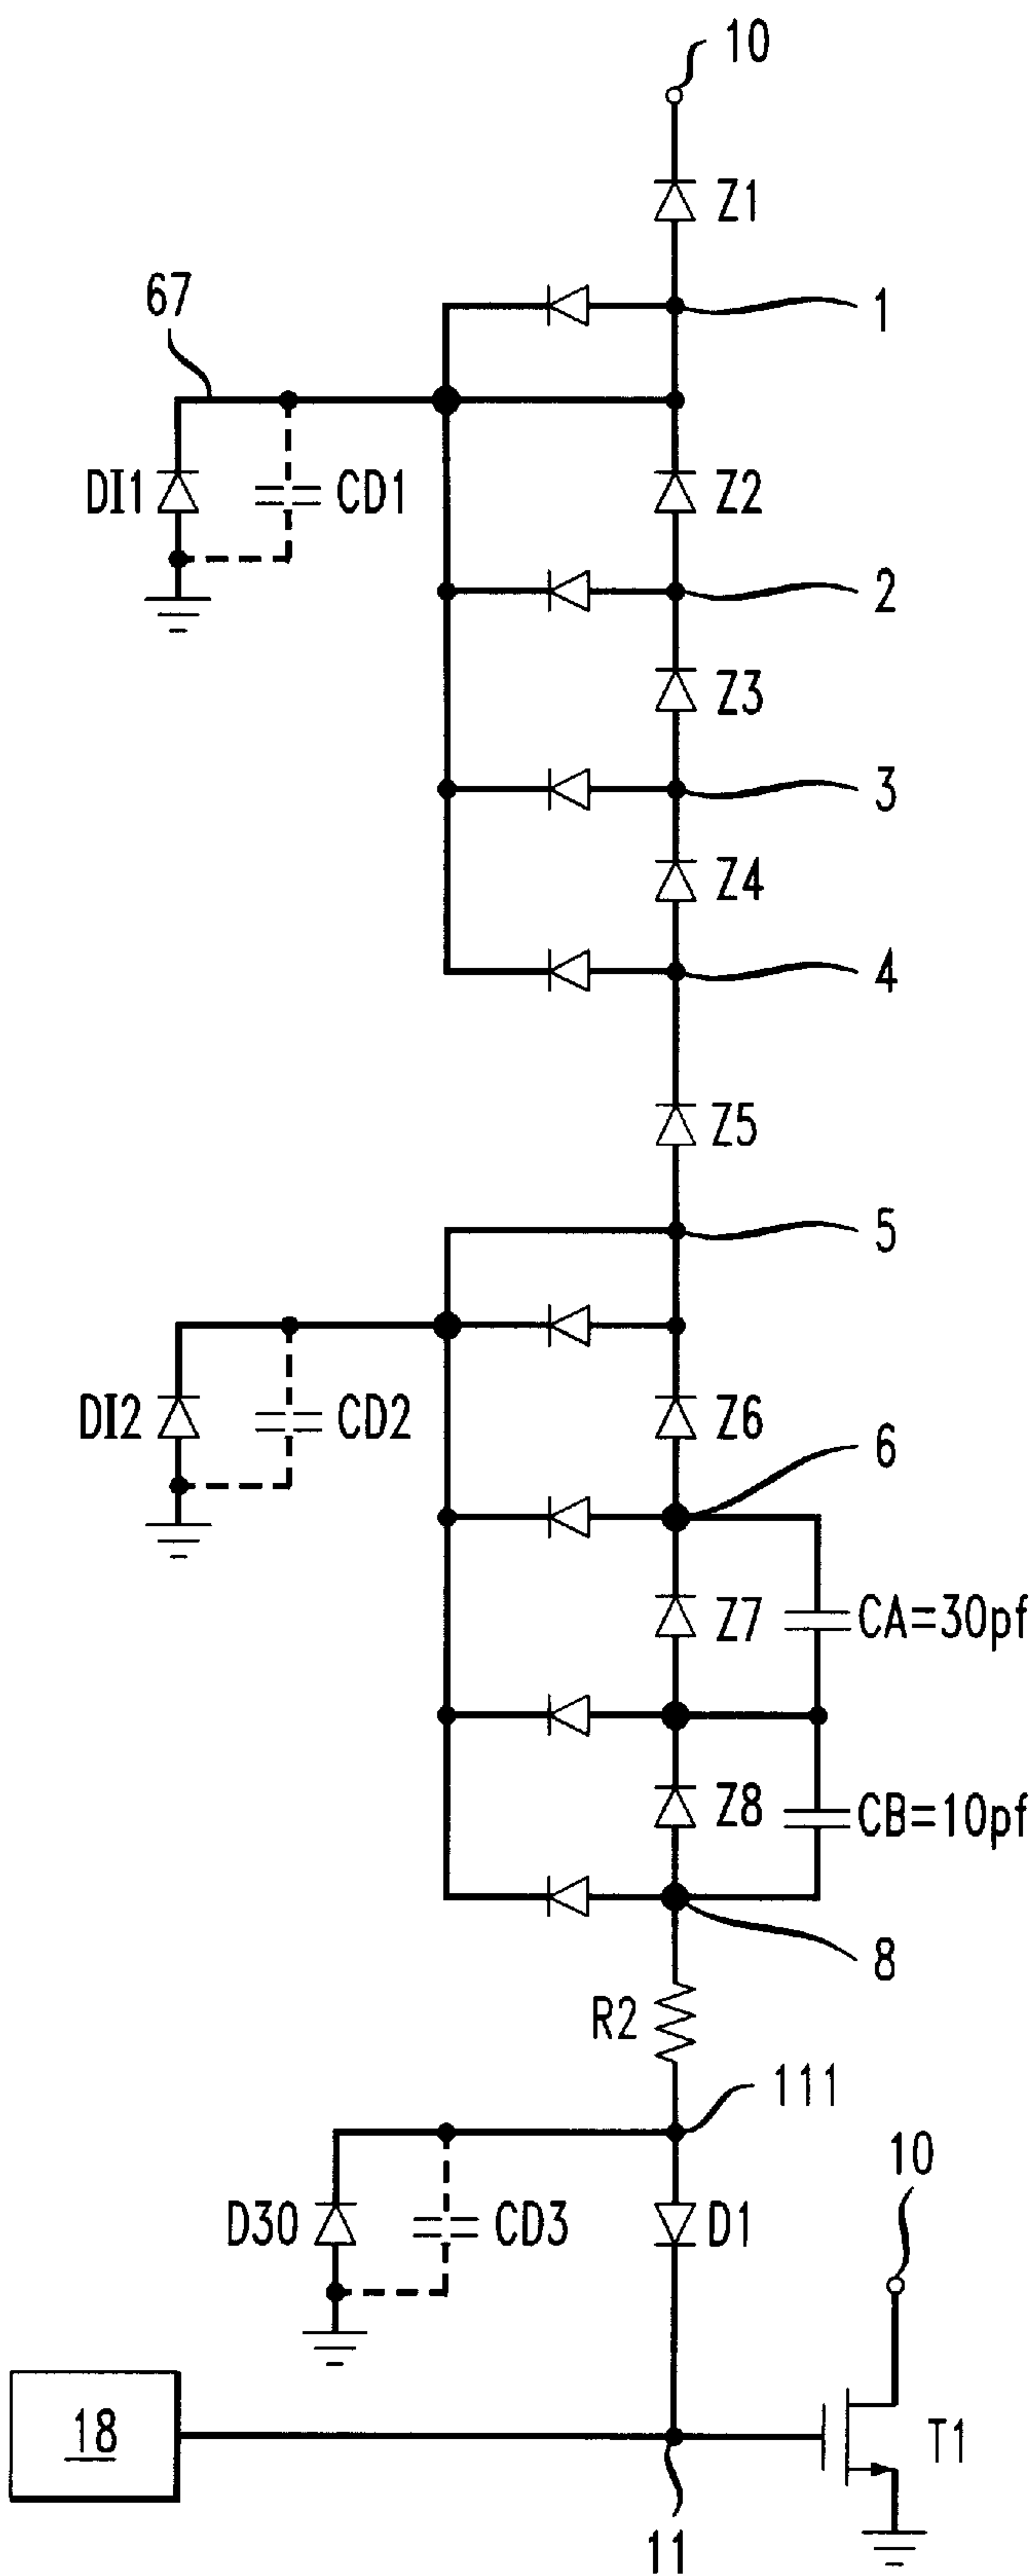 10
Z1
67
1
DI1
CD1
Z2
2
Z3
3
Z4
4
Z5
5
DI2
CD2
Z6
6
Z7
CA=30pf
Z8
CB=10pf
8
R2
111
10
D30
CD3
D1
18
T1
11